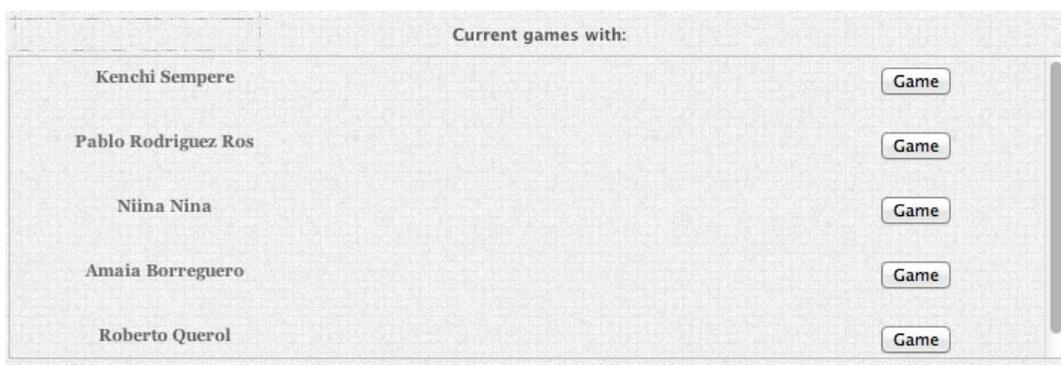 Current games with:
Kenchi Sempere Game
Pablo Rodriguez Ros Game
Niina Nina Game
Amaia Borreguero Game
Roberto Querol Game